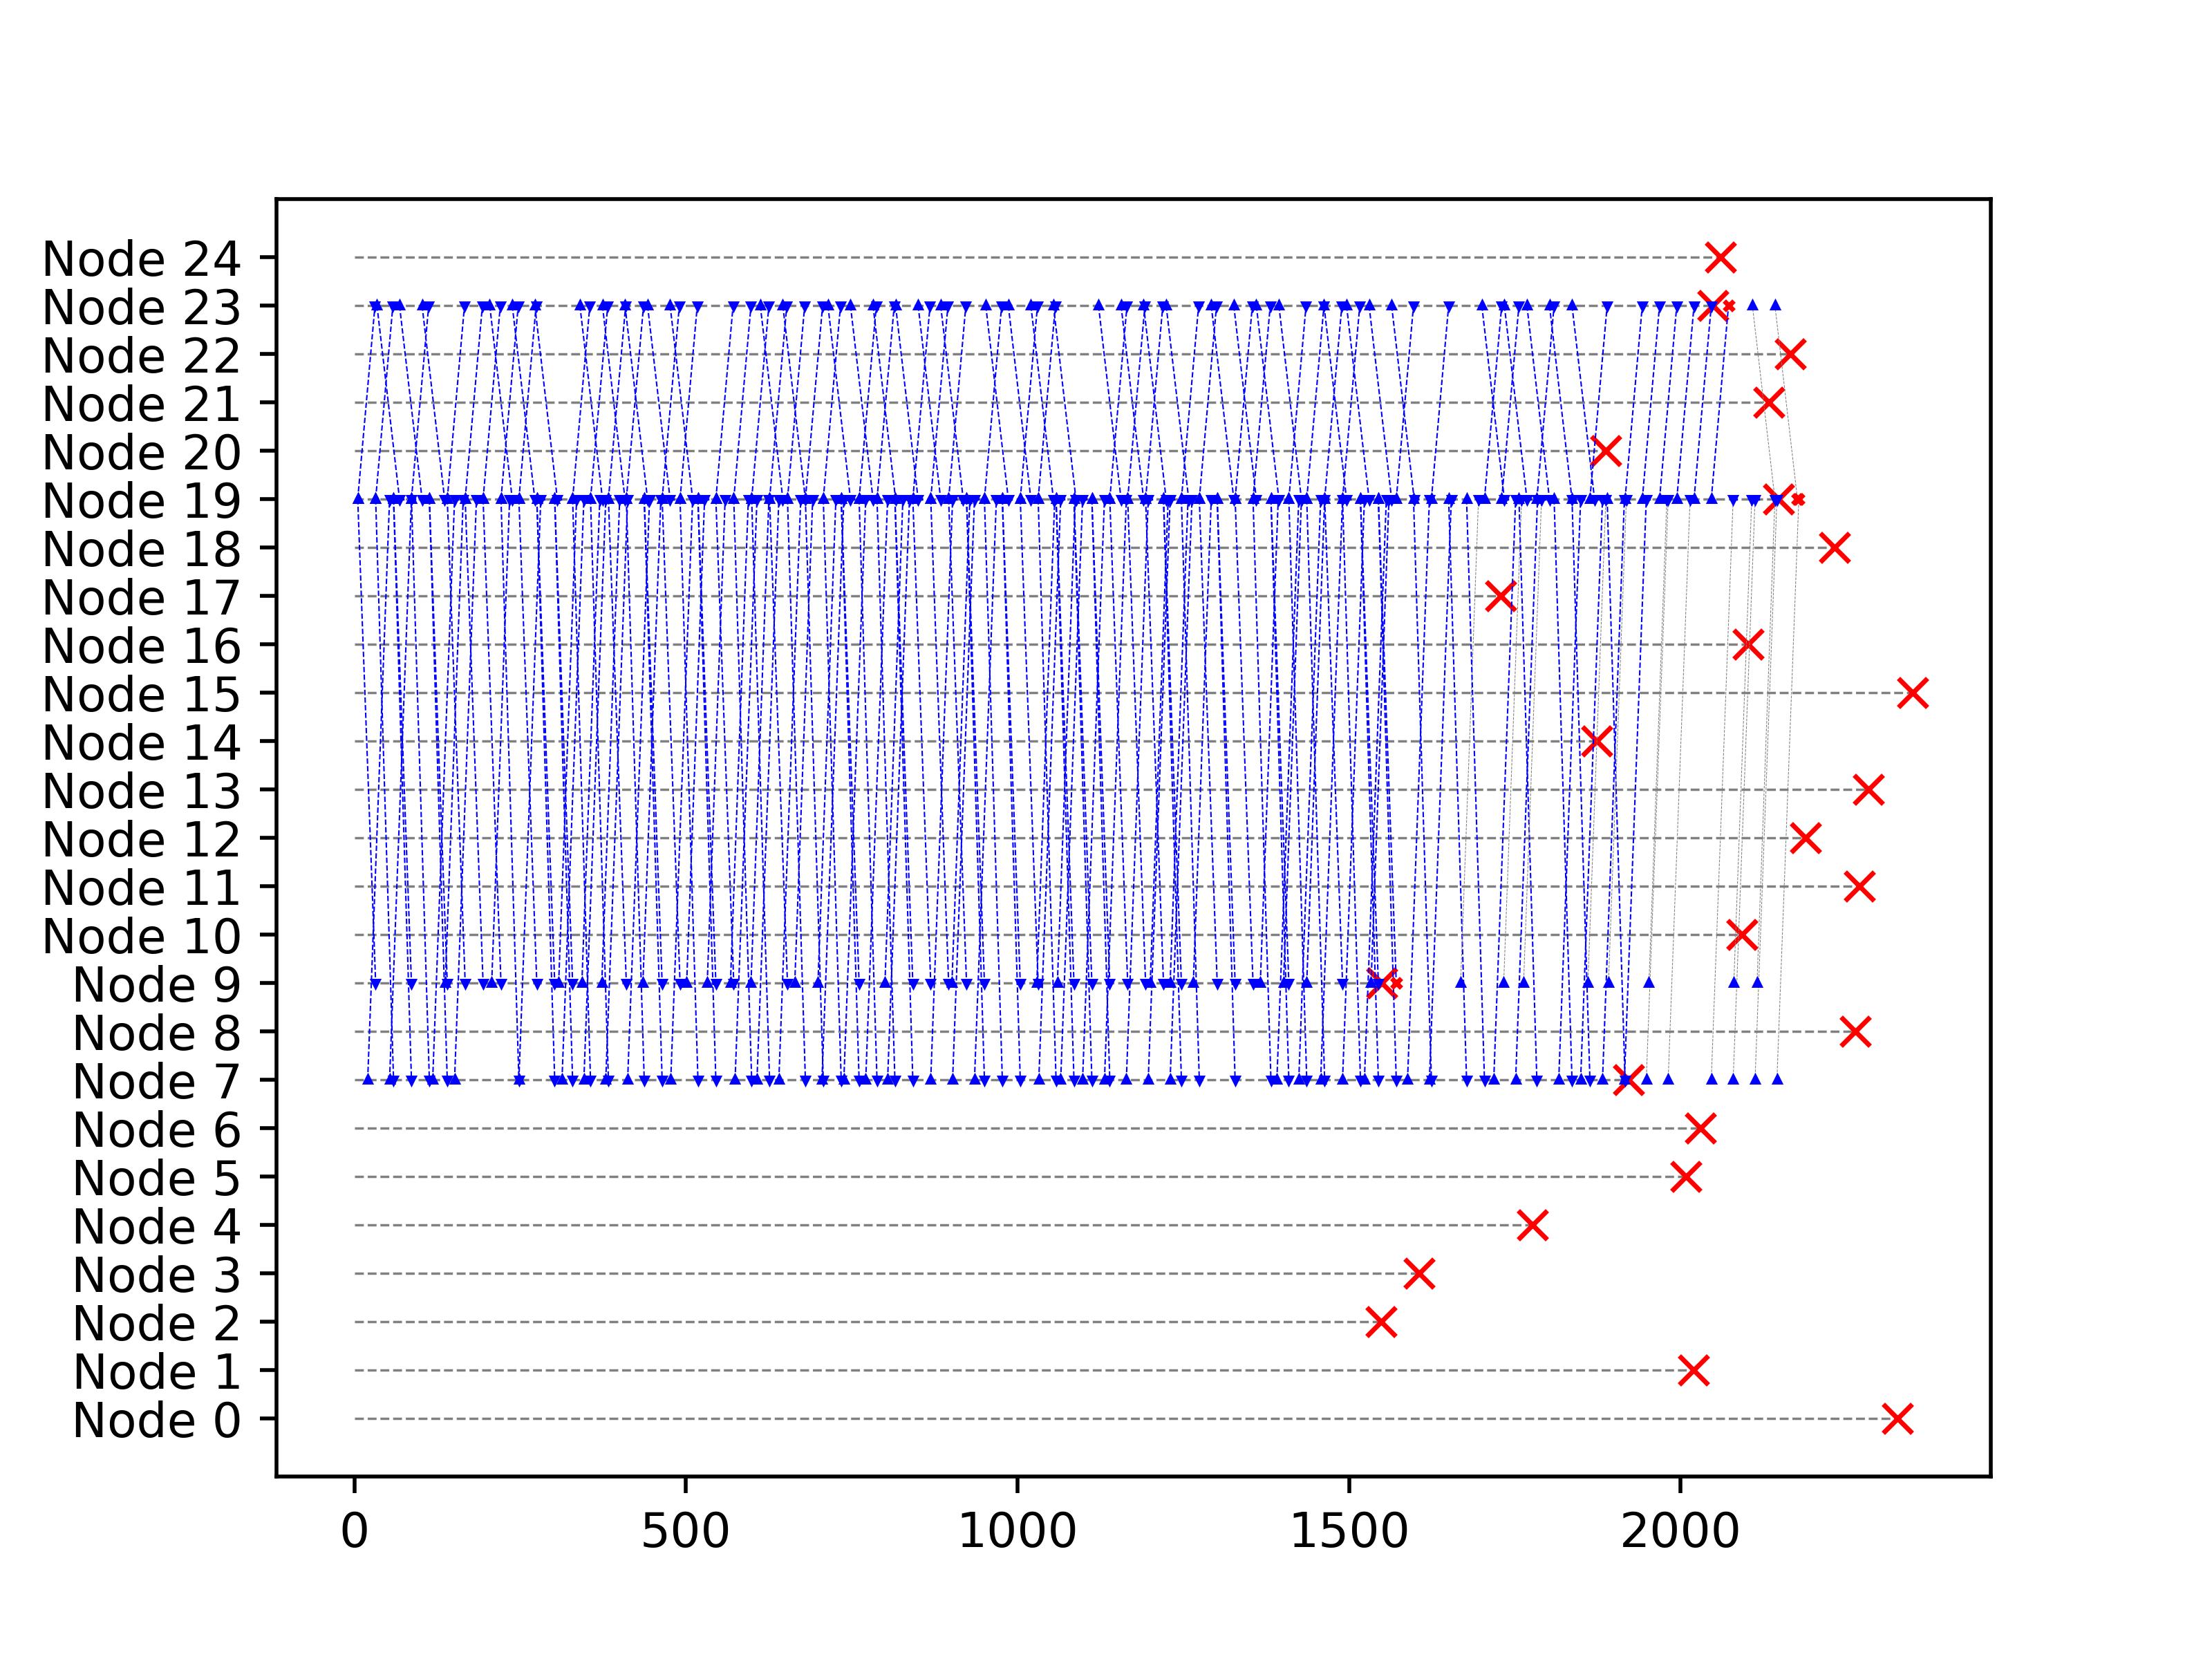 Node 24
Node 23
Node 22
Node 21
Node 20
Node 19
Node 18
Node 17
Node 16
Node 15
Node 14
Node 13
Node 12
Node 11
Node 10
Node 9
Node 8
Node 7
Node 6
Node 5
Node 4
Node 3
Node 2
Node 1
Node 0
0 500 1000 1500 2000